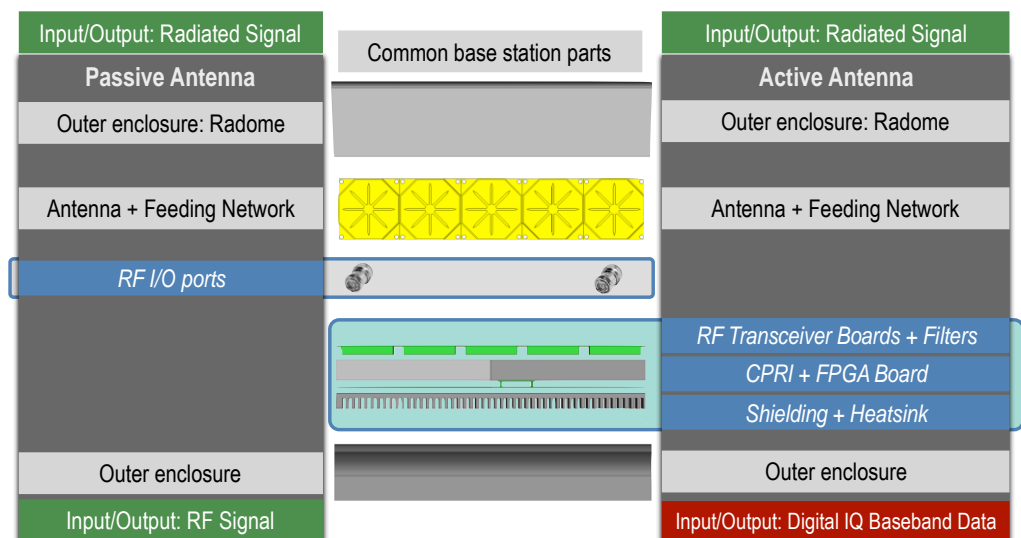 Input/Output: Radiated Signal
Passive Antenna
Outer enclosure: Radome
Antenna + Feeding Network
RF I/O ports
Outer enclosure
Input/Output: RF Signal
Common base station parts
Input/Output: Radiated Signal
Active Antenna
Outer enclosure: Radome
Antenna + Feeding Network
RF Transceiver Boards + Filters
CPRI + FPGA Board
Shielding + Heatsink
Outer enclosure
Input/Output: Digital IQ Baseband Data